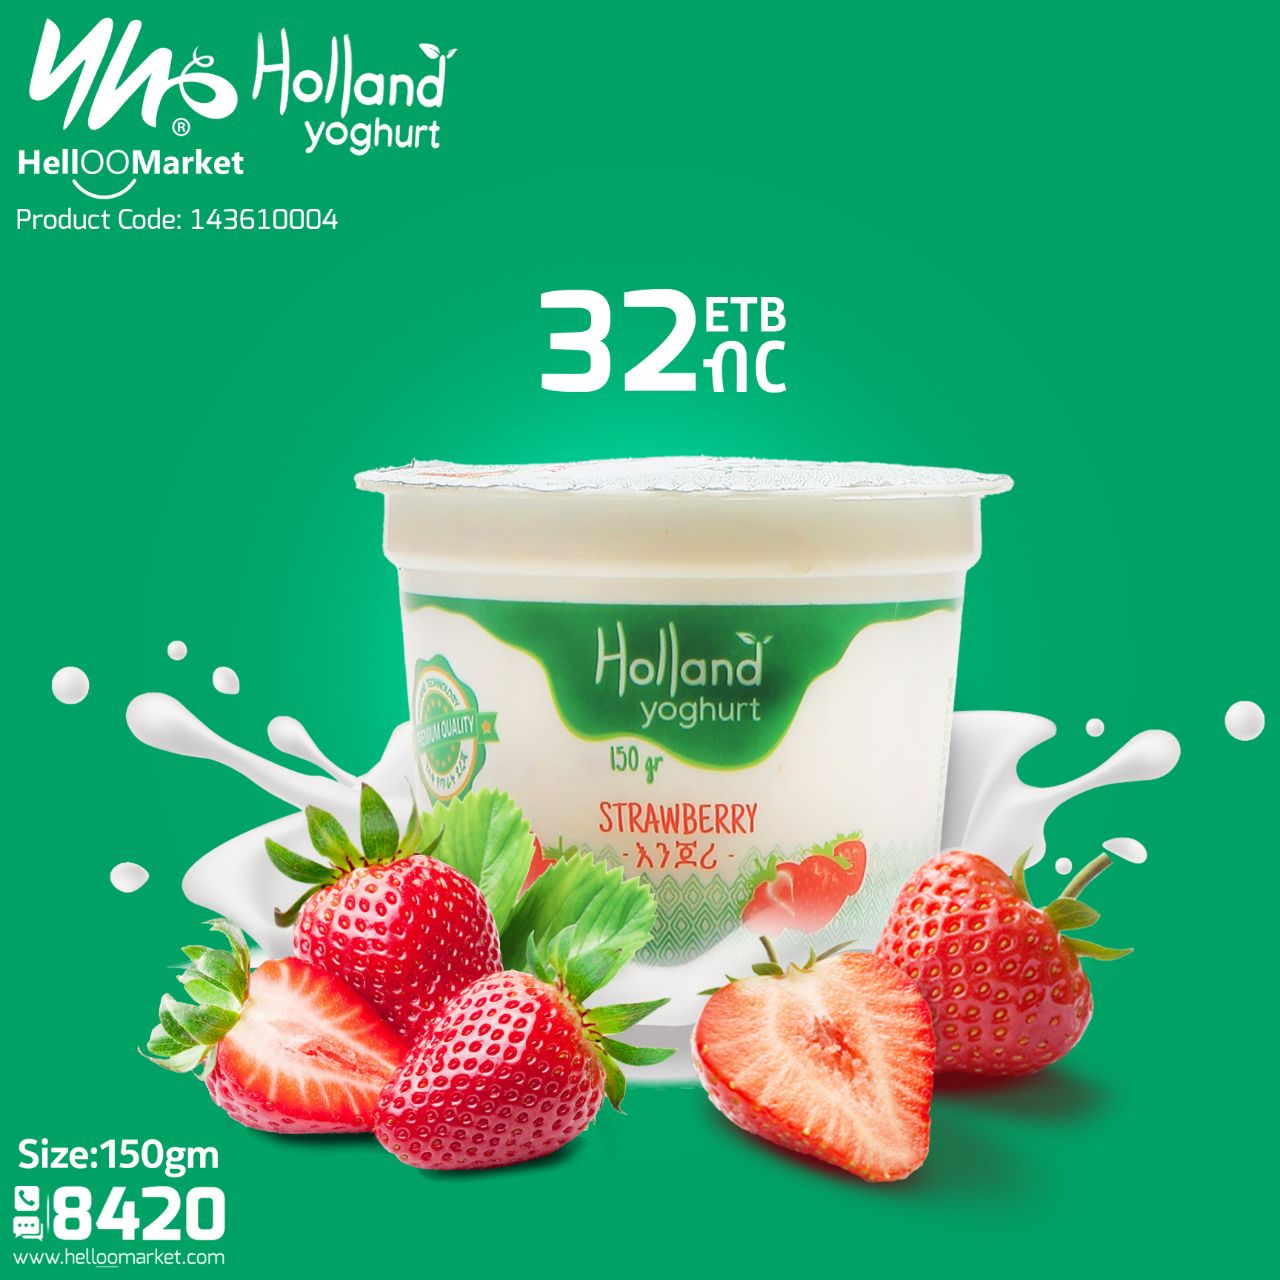 Holland
yoghurt
®
HellOOMarket
Product Code: 143610004
32 ETB
ብር
Holland
yoghurt
150 gr
PREMIUM QUALITY
STRAWBERRY
- እንጆሪ -
Size:150gm
8420
www.helloomarket.com